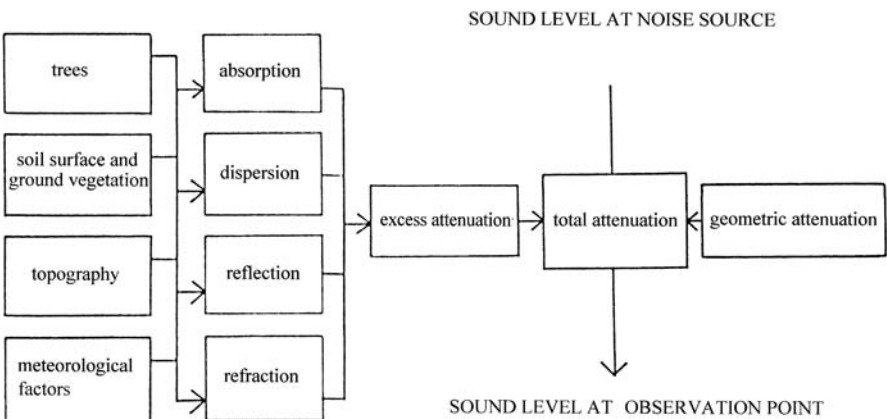 SOUND LEVEL AT NOISE SOURCE
trees
absorption
soil surface and
ground vegetation
dispersion
excess attenuation
total attenuation
geometric attenuation
topography
reflection
meteorological
factors
refraction
SOUND LEVEL AT OBSERVATION POINT